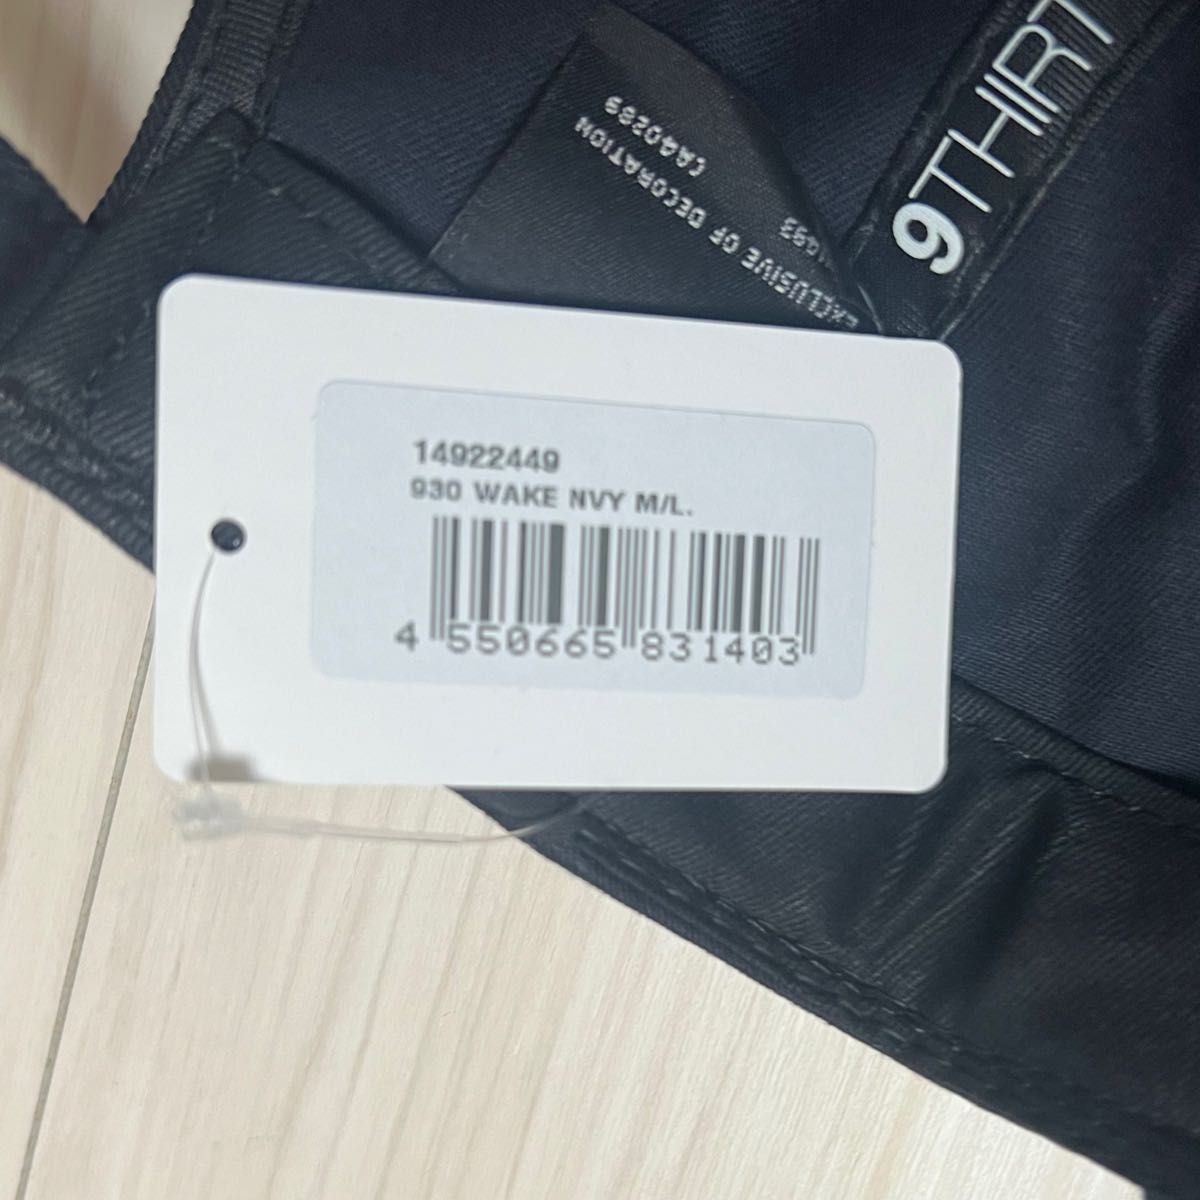 14922449
930 WAKE NVY M/L.
4 550665 831403
9THIRT
EXCLUSIVE OF DECORATION
CA40289